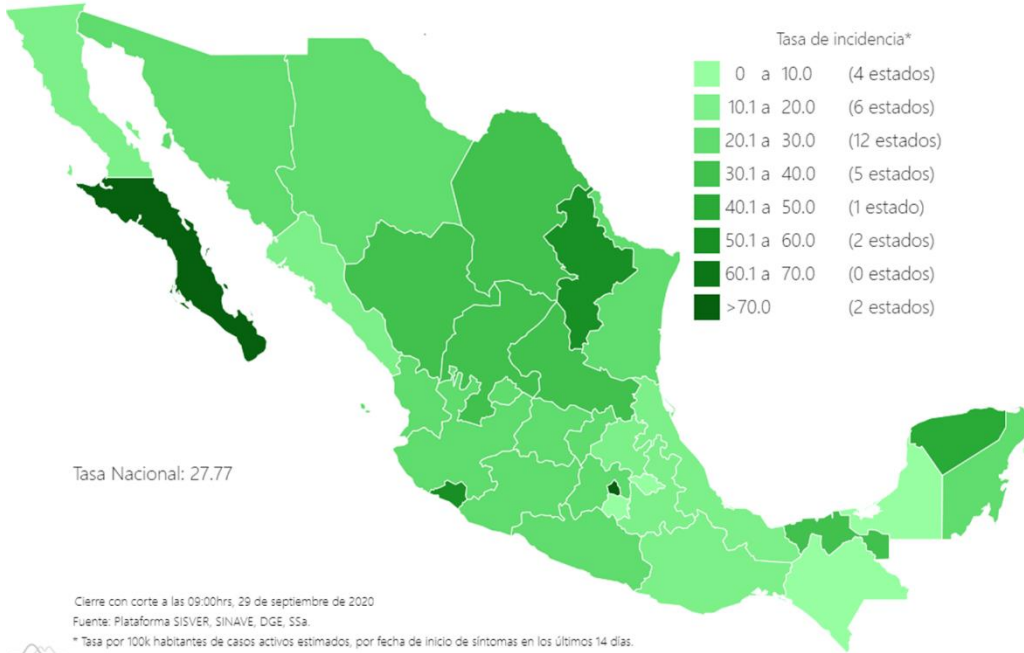 Tasa de incidencia*
0 a 10.0 (4 estados)
10.1 a 20.0 (6 estados)
20.1 a 30.0 (12 estados)
30.1 a 40.0 (5 estados)
40.1 a 50.0 (1 estado)
50.1 a 60.0 (2 estados)
60.1 a 70.0 (0 estados)
>70.0 (2 estados)
Tasa Nacional: 27.77
Cierre con corte a las 09:00hrs, 29 de septiembre de 2020
Fuente: Plataforma SISVER, SINAVE, DGE, SSa.
* Tasa por 100k habitantes de casos activos estimados, por fecha de inicio de síntomas en los últimos 14 días.